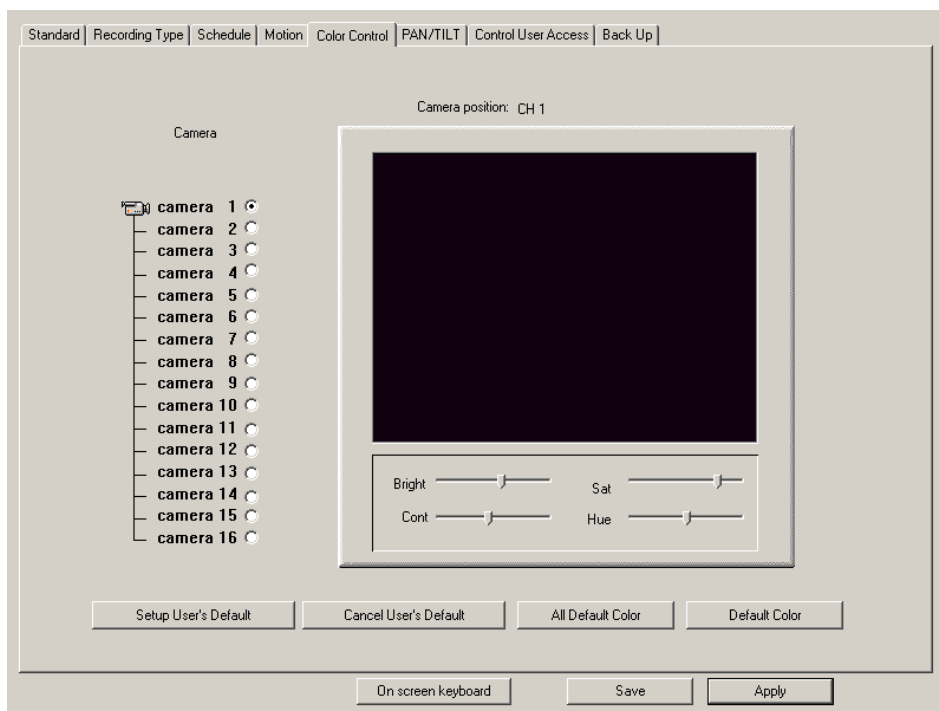 Standard Recording Type Schedule Motion Color Control PAN/TILT Control User Access Back Up
Camera position: CH 1
Camera
camera 1
camera 2
camera 3
camera 4
camera 5
camera 6
camera 7
camera 8
camera 9
camera 10
camera 11
camera 12
camera 13
camera 14
camera 15
camera 16
Bright Sat
Cont Hue
Setup User's Default Cancel User's Default All Default Color Default Color
On screen keyboard Save Apply